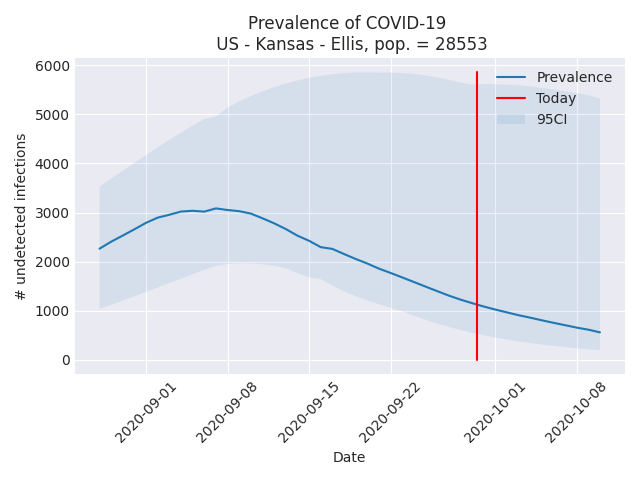 Prevalence of COVID-19
US - Kansas - Ellis, pop. = 28553
6000
5000
4000
3000
2000
1000
0
# undetected infections
Prevalence
Today
95CI
2020-09-01
2020-09-08
2020-09-15
2020-09-22
2020-10-01
2020-10-08
Date